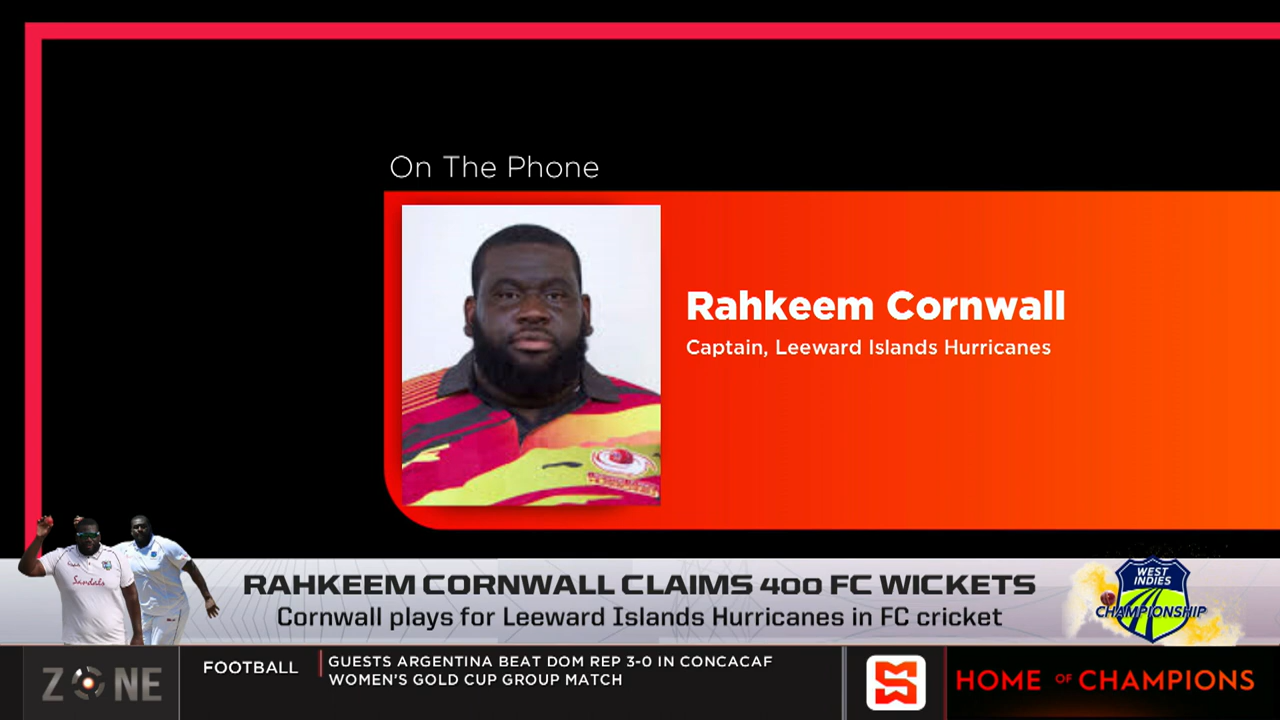 On The Phone
Rahkeem Cornwall
Captain, Leeward Islands Hurricanes
Sandals
RAHKEEM CORNWALL CLAIMS 400 FC WICKETS
Cornwall plays for Leeward Islands Hurricanes in FC cricket
WEST
INDIES
CHAMPIONSHIP
ZONE
FOOTBALL
GUESTS ARGENTINA BEAT DOM REP 3-0 IN CONCACAF
WOMEN'S GOLD CUP GROUP MATCH
HOME OF CHAMPIONS